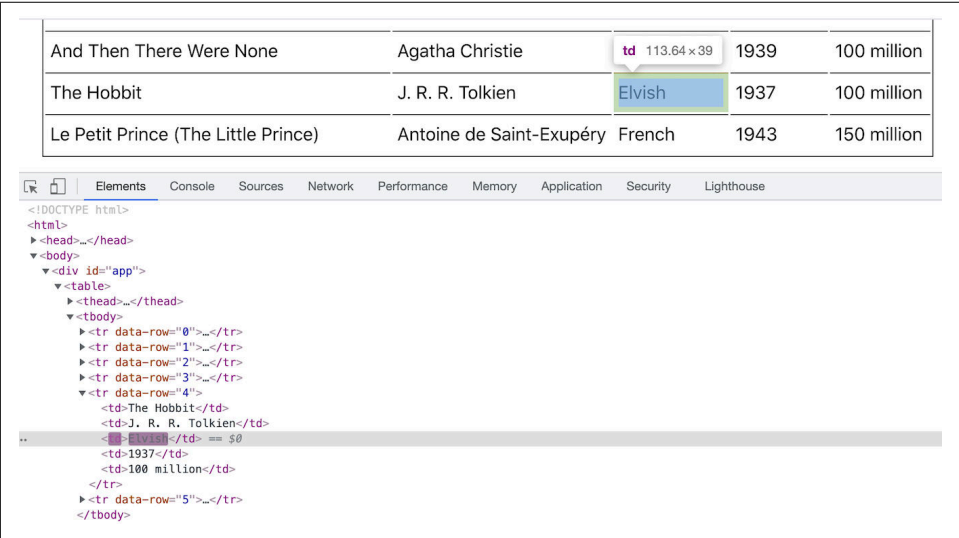 And Then There Were None Agatha Christie td 113.64 × 39 1939 100 million
The Hobbit J. R. R. Tolkien Elvish 1937 100 million
Le Petit Prince (The Little Prince) Antoine de Saint-Exupéry French 1943 150 million
Elements Console Sources Network Performance Memory Application Security Lighthouse
<!DOCTYPE html>
<html>
▶<head>…</head>
▼<body>
▼<div id="app">
▼<table>
▶<thead>…</thead>
▼<tbody>
▶<tr data-row="0">…</tr>
▶<tr data-row="1">…</tr>
▶<tr data-row="2">…</tr>
▶<tr data-row="3">…</tr>
▼<tr data-row="4">
<td>The Hobbit</td>
<td>J. R. R. Tolkien</td>
<td>Elvish</td> == $0
<td>1937</td>
<td>100 million</td>
</tr>
▶<tr data-row="5">…</tr>
</tbody>